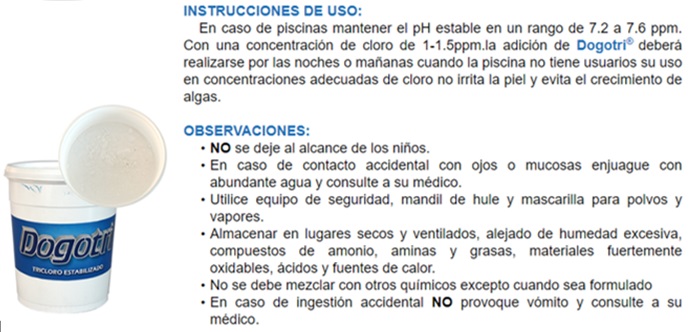 INSTRUCCIONES DE USO:
En caso de piscinas mantener el pH estable en un rango de 7.2 a 7.6 ppm.
Con una concentración de cloro de 1-1.5ppm.la adición de Dogotri® deberá
realizarse por las noches o mañanas cuando la piscina no tiene usuarios su uso
en concentraciones adecuadas de cloro no irrita la piel y evita el crecimiento de
algas.
OBSERVACIONES:
• NO se deje al alcance de los niños.
• En caso de contacto accidental con ojos o mucosas enjuague con
abundante agua y consulte a su médico.
• Utilice equipo de seguridad, mandil de hule y mascarilla para polvos y
vapores.
• Almacenar en lugares secos y ventilados, alejado de humedad excesiva,
compuestos de amonio, aminas y grasas, materiales fuertemente
oxidables, ácidos y fuentes de calor.
• No se debe mezclar con otros químicos excepto cuando sea formulado
• En caso de ingestión accidental NO provoque vómito y consulte a su
médico.
Dogotri
TRICLORO ESTABILIZADO